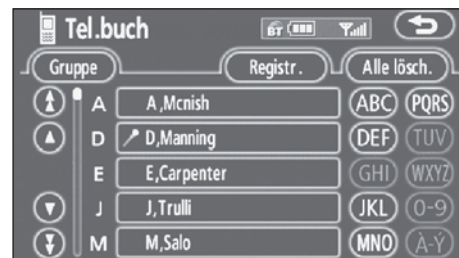 Tel.buch BT
Gruppe Registr. Alle lösch.
A A,Mcnish ABC PQRS
D D,Manning DEF TUV
E E,Carpenter GHI WXYZ
J J,Trulli JKL 0-9
M M,Salo MNO À-Ý